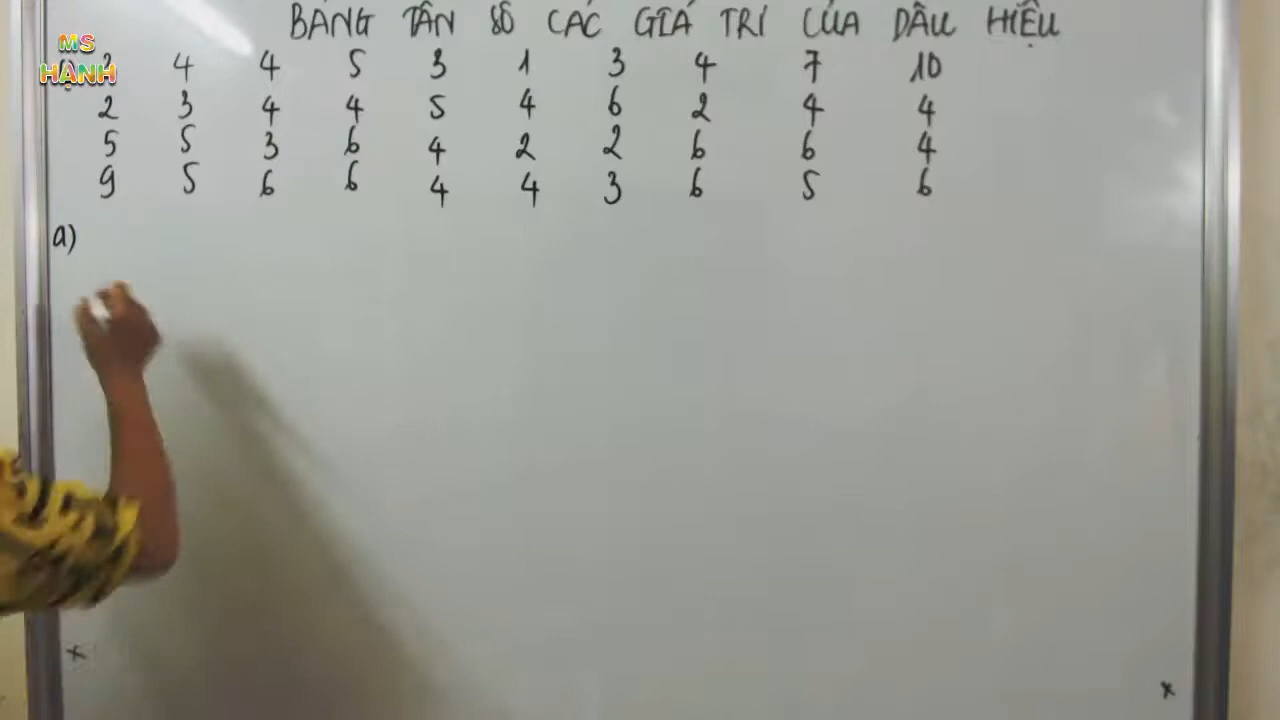 BẢNG TẦN SỐ CÁC GIÁ TRỊ CỦA DẤU HIỆU
MS
HẠNH
4 4 5 3 1 3 4 7 10
2 3 4 4 5 4 6 2 4 4
5 5 3 6 4 2 2 6 6 4
9 5 6 6 4 4 3 6 5 6
a)